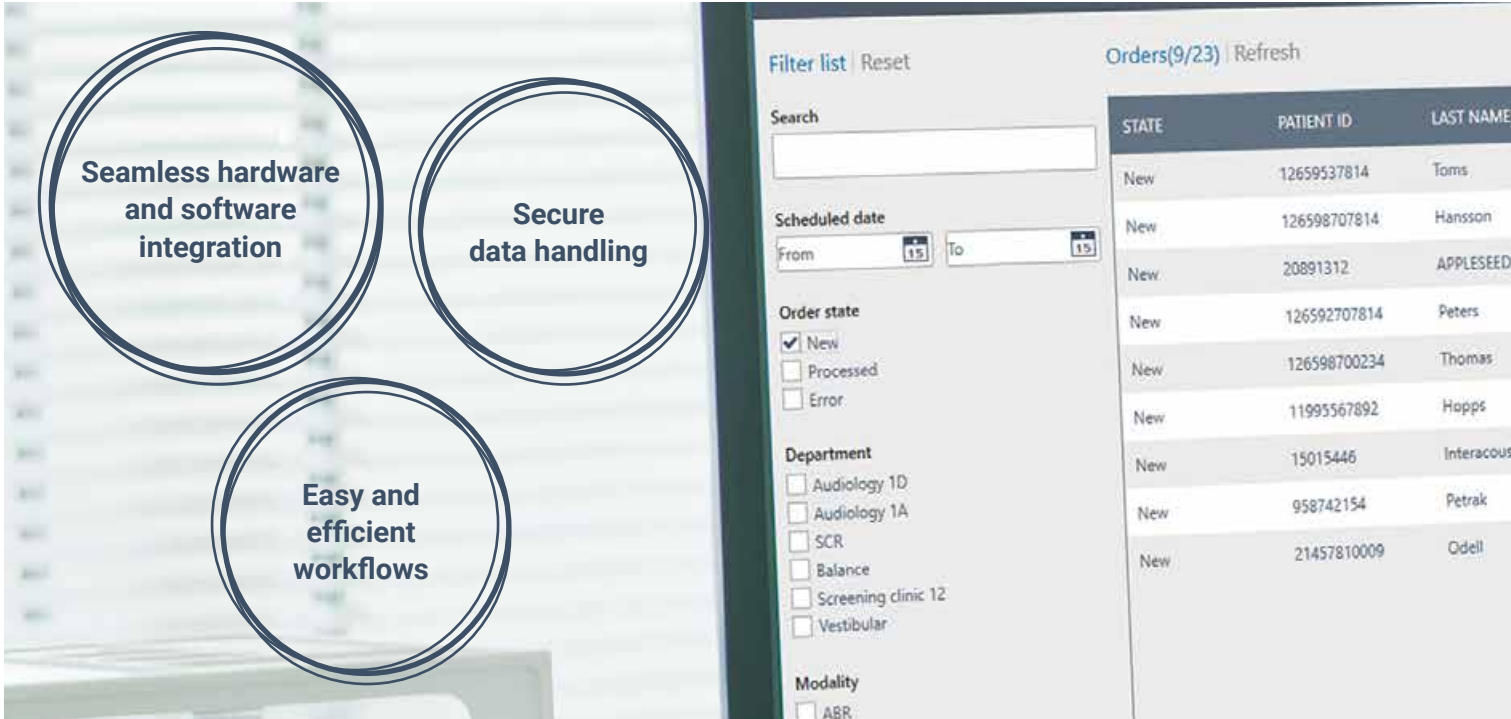 Seamless hardware
and software
integration
Secure
data handling
Easy and
efficient
workflows
Filter list | Reset
Search
Scheduled date
From 15 To 15
Order state
New
Processed
Error
Department
Audiology 1D
Audiology 1A
SCR
Balance
Screening clinic 12
Vestibular
Modality
ABR
Orders(9/23) | Refresh
STATE PATIENT ID LAST NAME
New 12659537814 Toms
New 126598707814 Hansson
New 20891312 APPLESEED
New 126592707814 Peters
New 126598700234 Thomas
New 11995567892 Hopps
New 15015446 Interacous
New 958742154 Petrak
New 21457810009 Odell